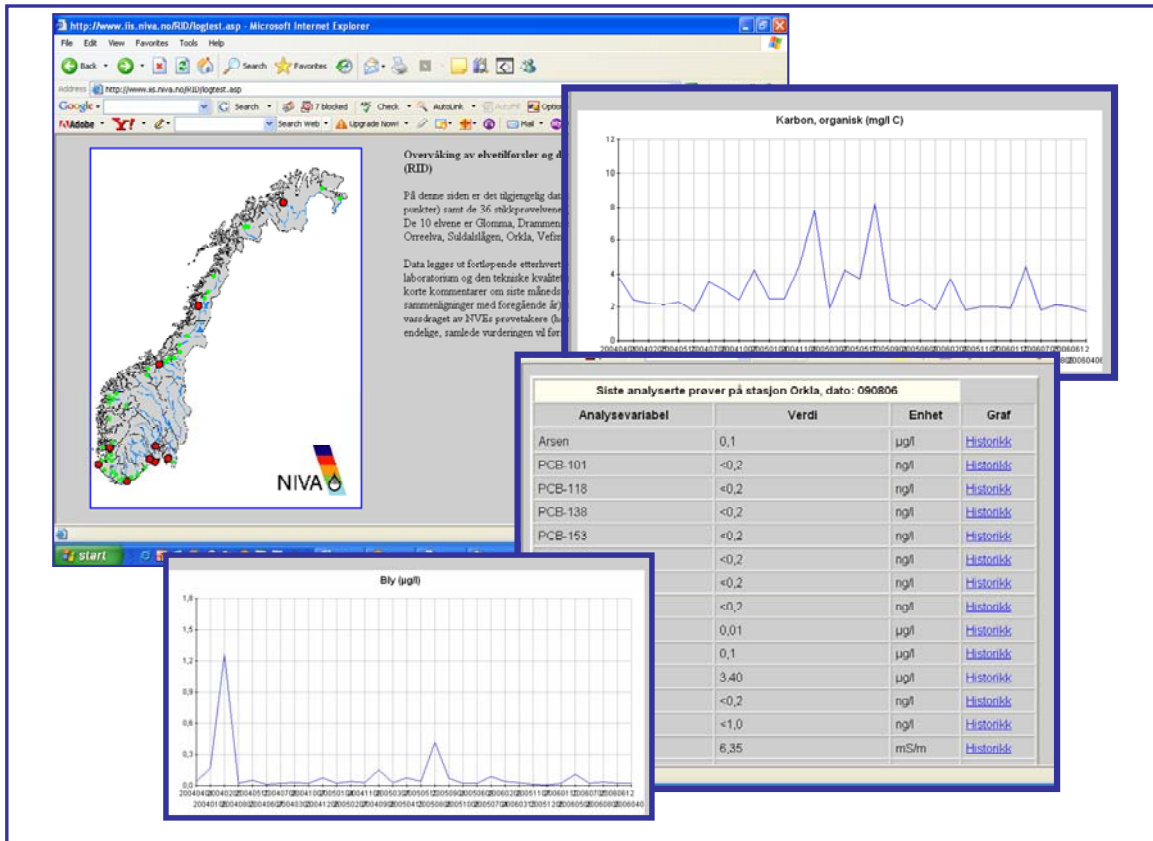 http://www.iis.niva.no/RID/logtest.asp - Microsoft Internet Explorer
File Edit View Favorites Tools Help
Back Search Favorites
Address http://www.iis.niva.no/RID/logtest.asp
Google Search 7 blocked Check AutoLink Option
Adobe Y! Search Web Upgrade Now! Mail
Overvåking av elvetilførsler og d
(RID)
På denne siden er det tilgjengelig dat
punkter) samt de 36 stikkprøvelvene
De 10 elvene er Glomma, Drammens
Orreelva, Suldalslågen, Orkla, Vefsn
Data legger ut fortløpende etterhvert
laboratorium og den tekniske kvalitet
korte kommentarer om siste måneds
sammenligninger med foregående år)
vassdraget av NVEs prøvetakere (ha
endelige, samlede vurderingen vil før
NIVA
start
Karbon, organisk (mg/l C)
12
10
8
6
4
2
0
Siste analyserte prøver på stasjon Orkla, dato: 090806
Analysevariabel Verdi Enhet Graf
Arsen 0,1 µg/l Historikk
PCB-101 <0,2 ng/l Historikk
PCB-118 <0,2 ng/l Historikk
PCB-138 <0,2 ng/l Historikk
PCB-153 <0,2 ng/l Historikk
<0,2 ng/l Historikk
<0,2 ng/l Historikk
<0,2 ng/l Historikk
0,01 µg/l Historikk
0,1 µg/l Historikk
3.40 µg/l Historikk
<0,2 ng/l Historikk
<1,0 ng/l Historikk
6,35 mS/m Historikk
Bly (µg/l)
1,8
1,5
1,2
0,9
0,6
0,3
0,0